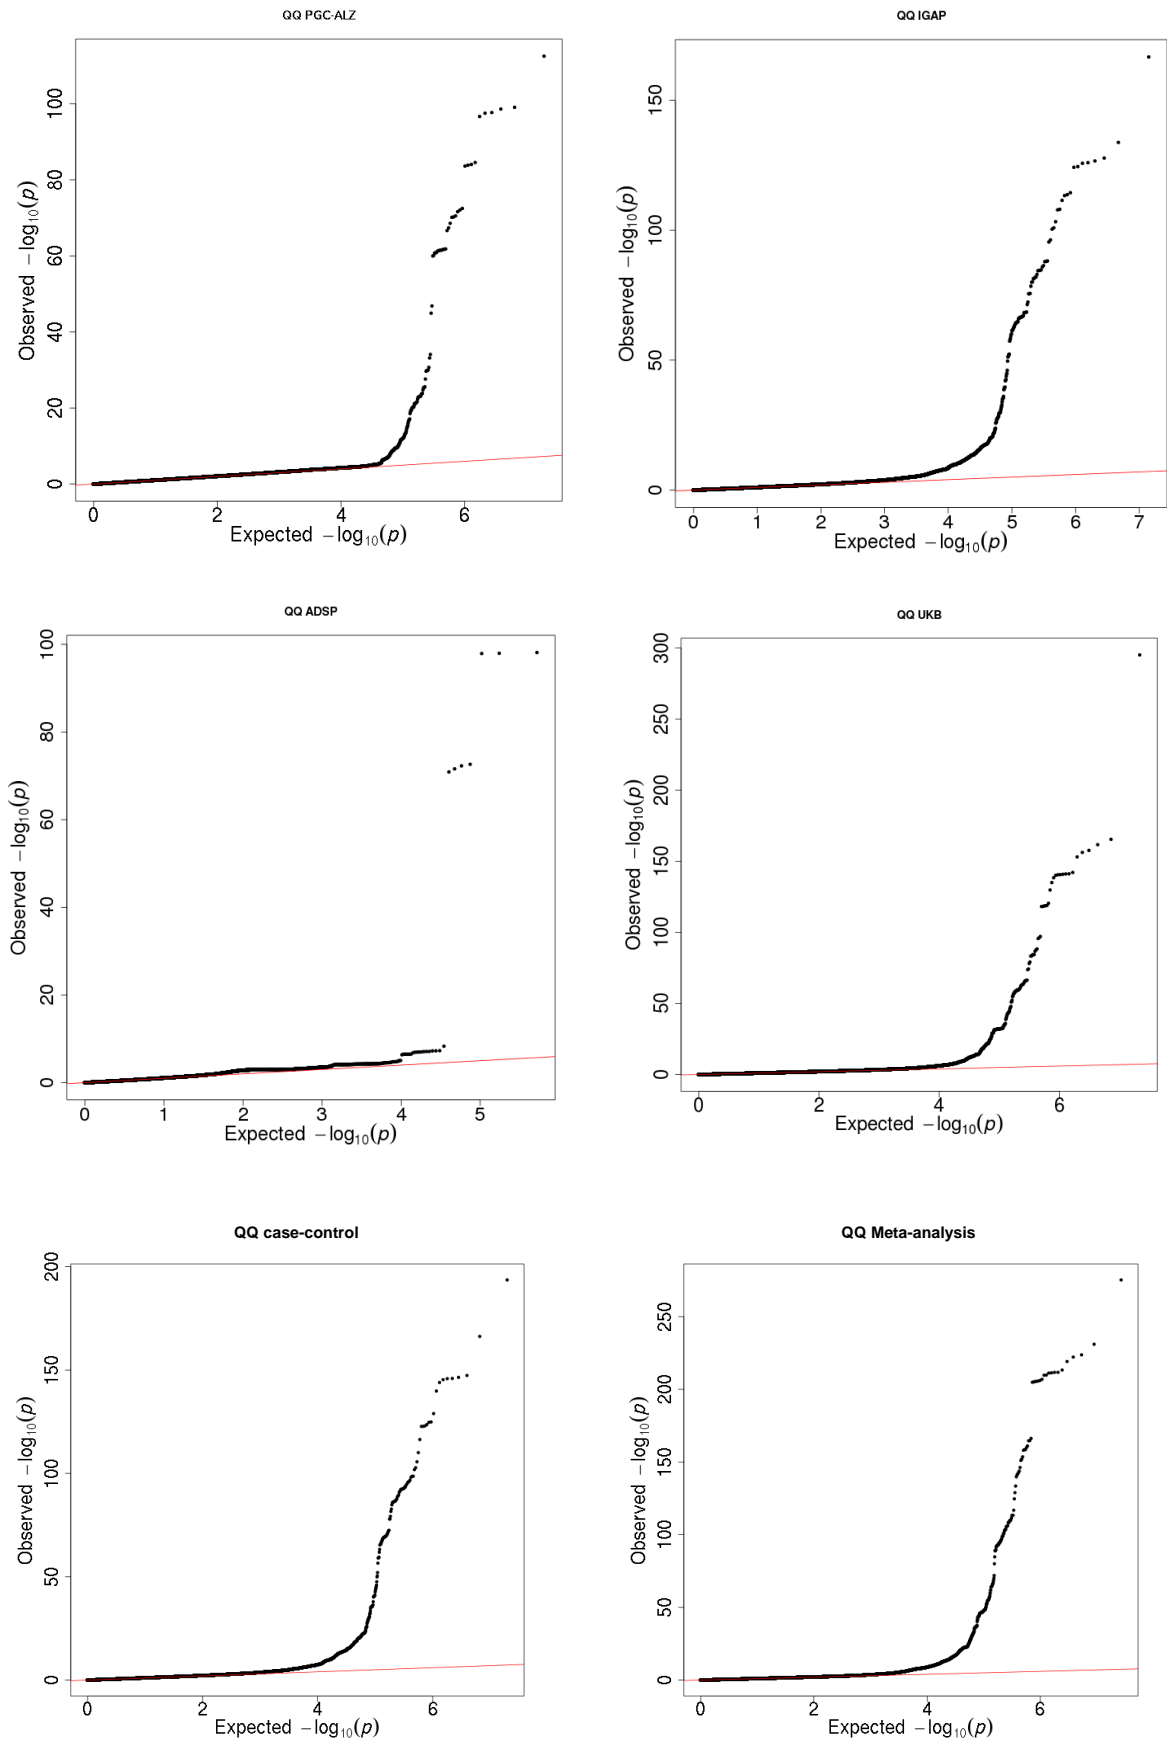 QQ PGC-ALZ
Observed −log10(p)
0 20 40 60 80 100
0 2 4 6
Expected −log10(p)
QQ IGAP
Observed −log10(p)
0 50 100 150
0 1 2 3 4 5 6 7
Expected −log10(p)
QQ ADSP
Observed −log10(p)
0 20 40 60 80 100
0 1 2 3 4 5
Expected −log10(p)
QQ UKB
Observed −log10(p)
0 50 100 150 200 250 300
0 2 4 6
Expected −log10(p)
QQ case-control
Observed −log10(p)
0 50 100 150 200
0 2 4 6
Expected −log10(p)
QQ Meta-analysis
Observed −log10(p)
0 50 100 150 200 250
0 2 4 6
Expected −log10(p)